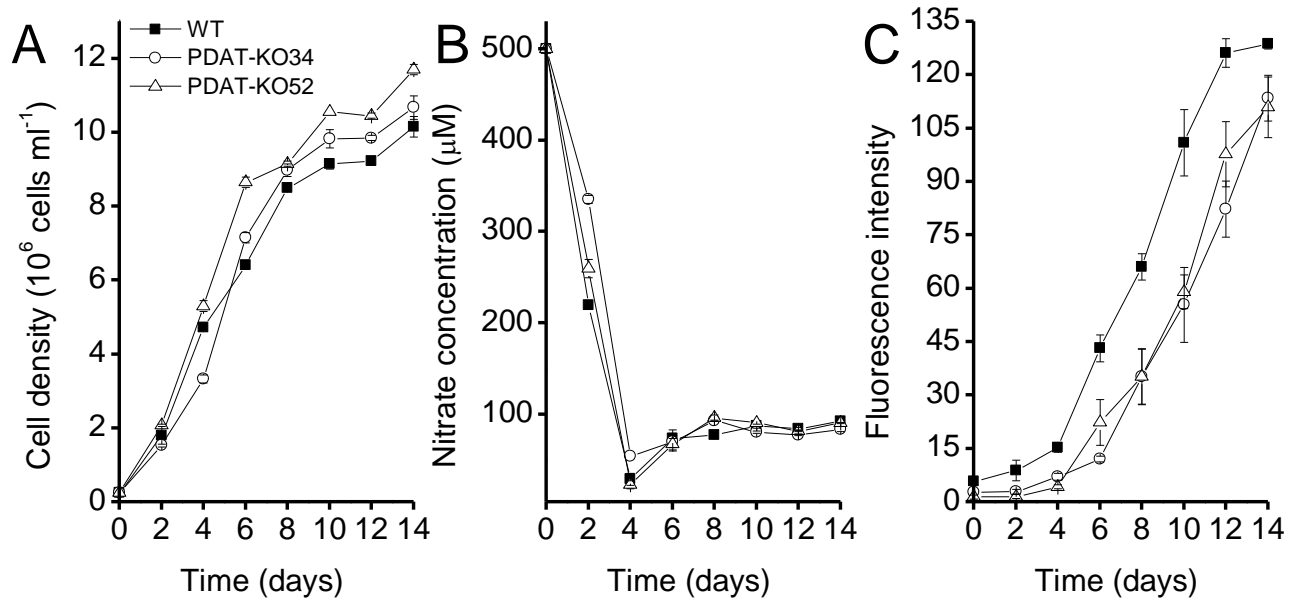 A
WT
PDAT-KO34
PDAT-KO52
Cell density (10⁶ cells ml⁻¹)
12
10
8
6
4
2
0
0 2 4 6 8 10 12 14
Time (days)
B
Nitrate concentration (μM)
500
400
300
200
100
0 2 4 6 8 10 12 14
Time (days)
C
Fluorescence intensity
135
120
105
90
75
60
45
30
15
0
0 2 4 6 8 10 12 14
Time (days)